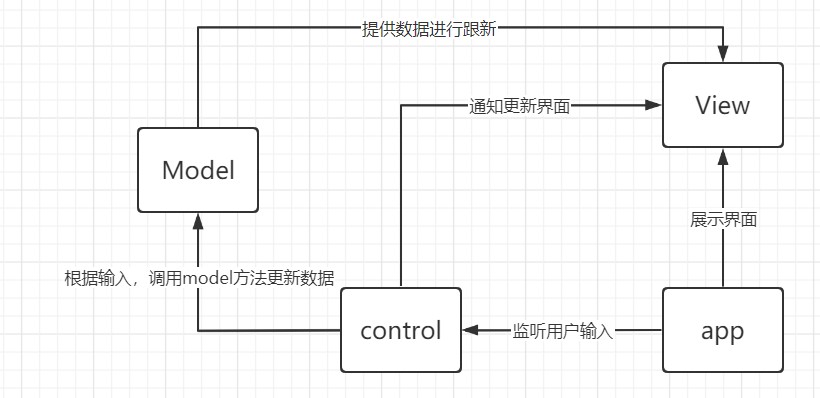 提供数据进行跟新
通知更新界面
View
Model
展示界面
根据输入，调用model方法更新数据
control
监听用户输入
app